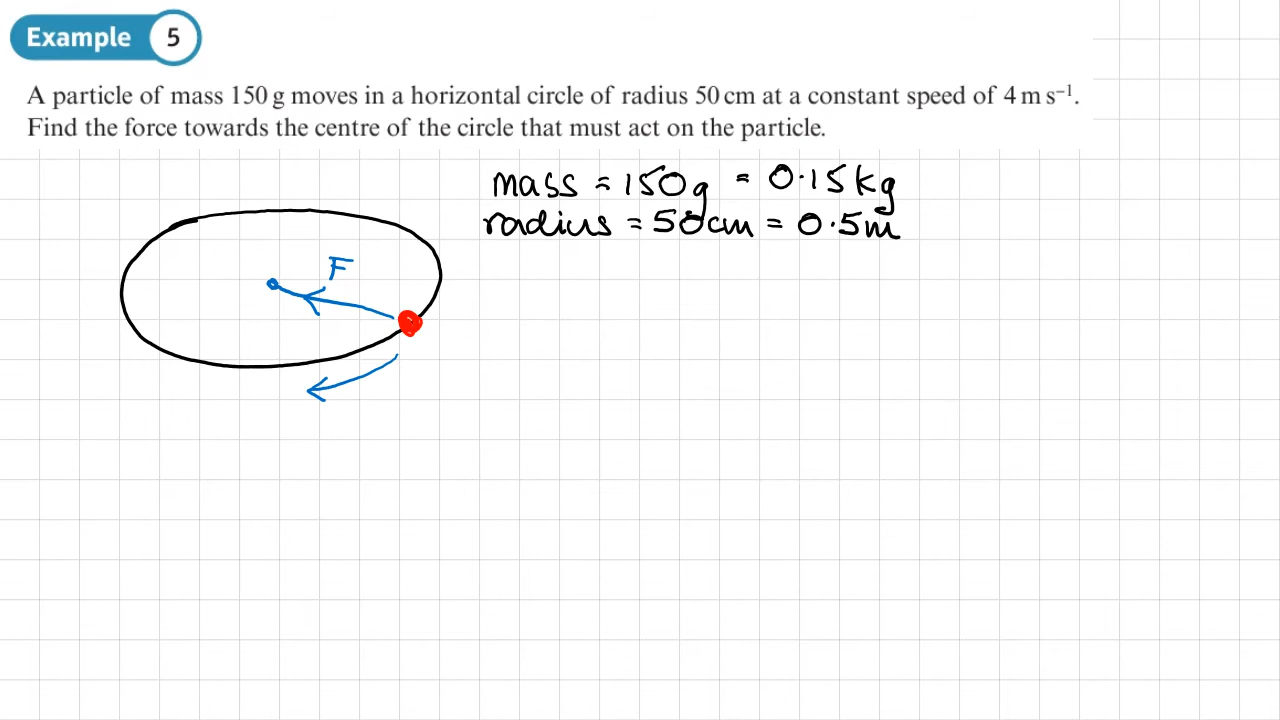 Example 5
A particle of mass 150 g moves in a horizontal circle of radius 50 cm at a constant speed of 4 m s⁻¹.
Find the force towards the centre of the circle that must act on the particle.
mass = 150g = 0.15kg
radius = 50cm = 0.5m
F